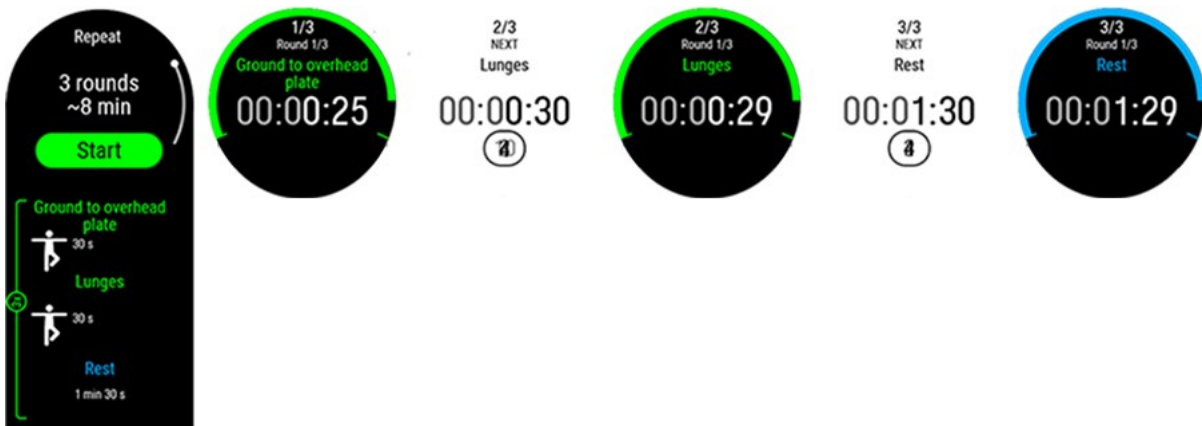 Repeat
3 rounds
~8 min
Start
Ground to overhead
plate
30 s
Lunges
30 s
Rest
1 min 30 s
1/3
Round 1/3
Ground to overhead
plate
00:00:25
2/3
NEXT
Lunges
00:00:30
2/3
Round 1/3
Lunges
00:00:29
3/3
NEXT
Rest
00:01:30
3/3
Round 1/3
Rest
00:01:29